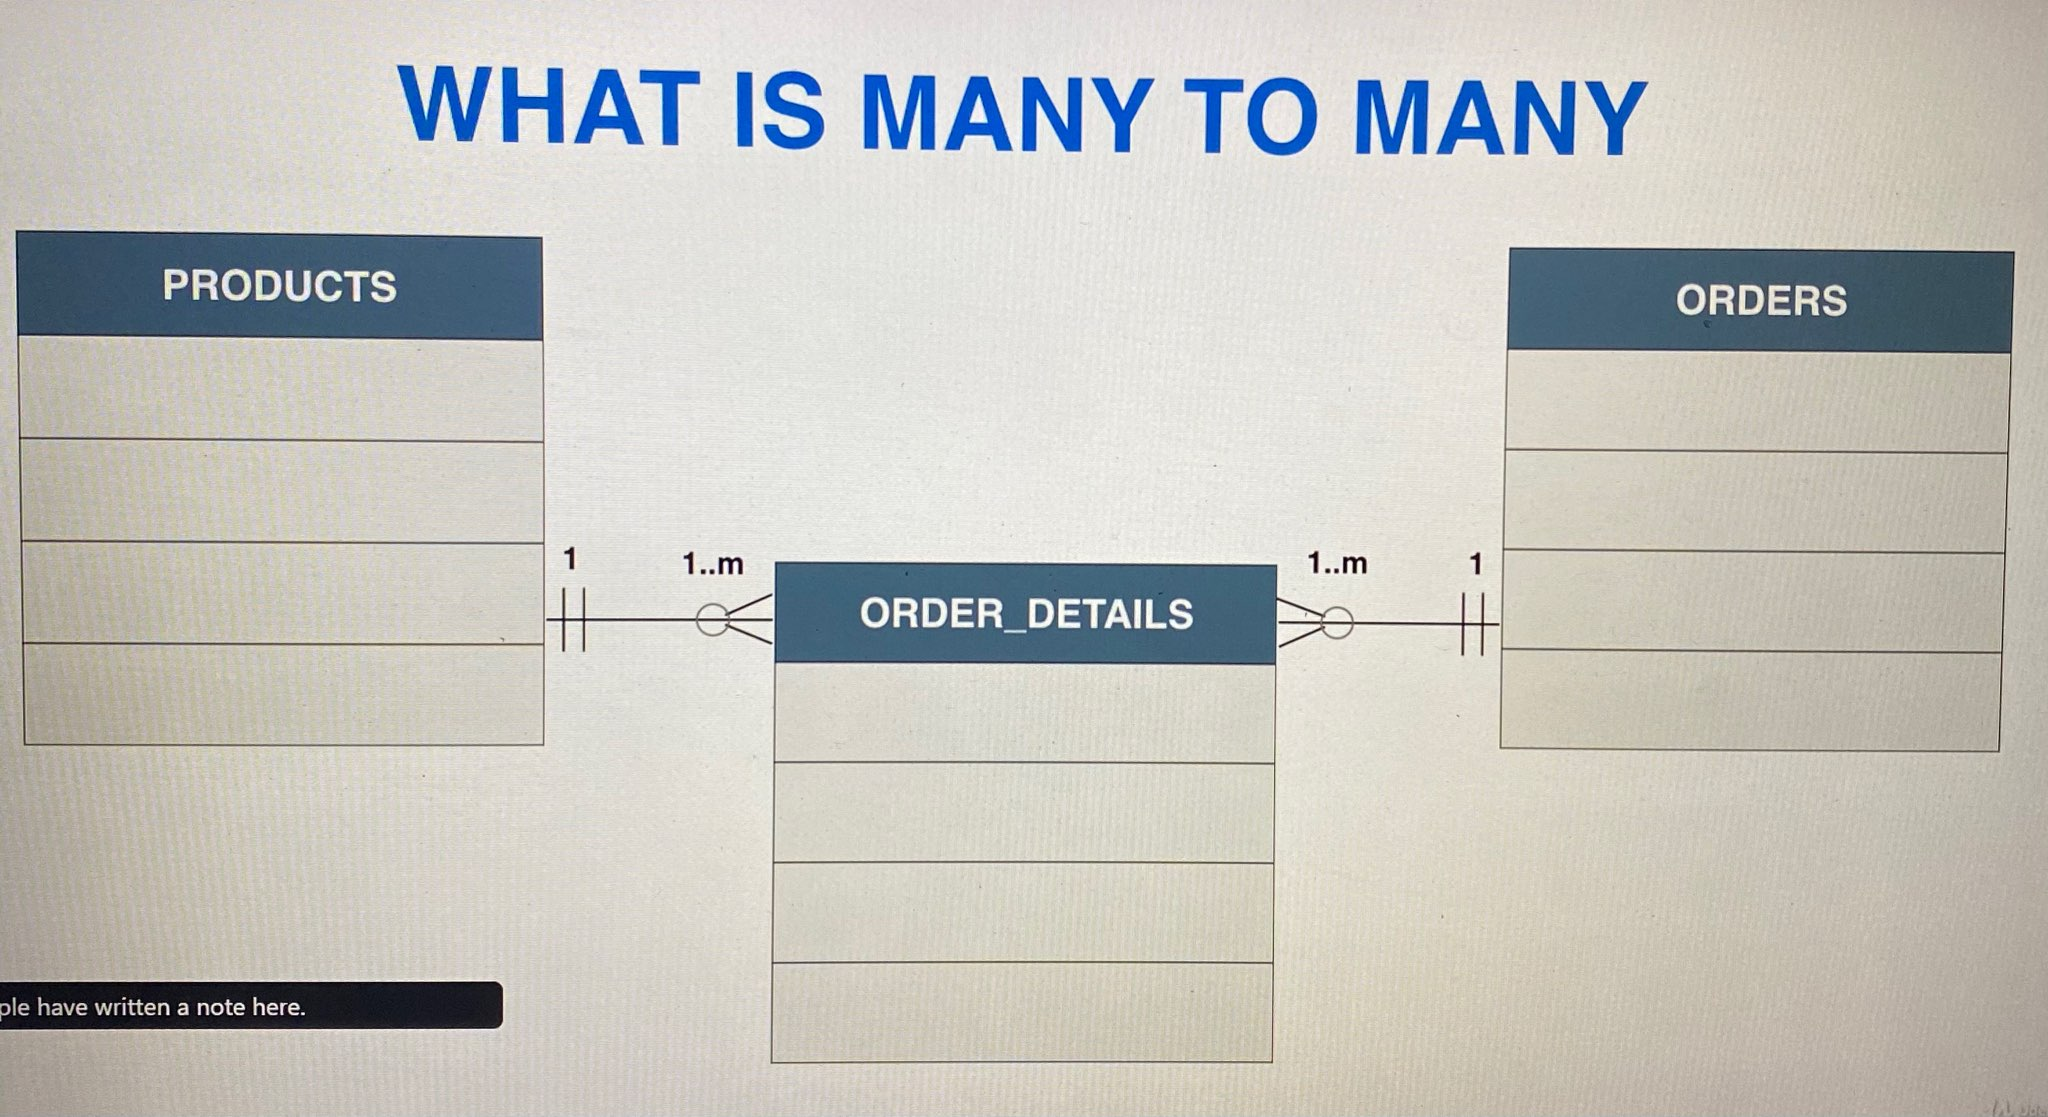 WHAT IS MANY TO MANY
PRODUCTS
ORDERS
1
1..m
1..m
1
ORDER_DETAILS
ple have written a note here.